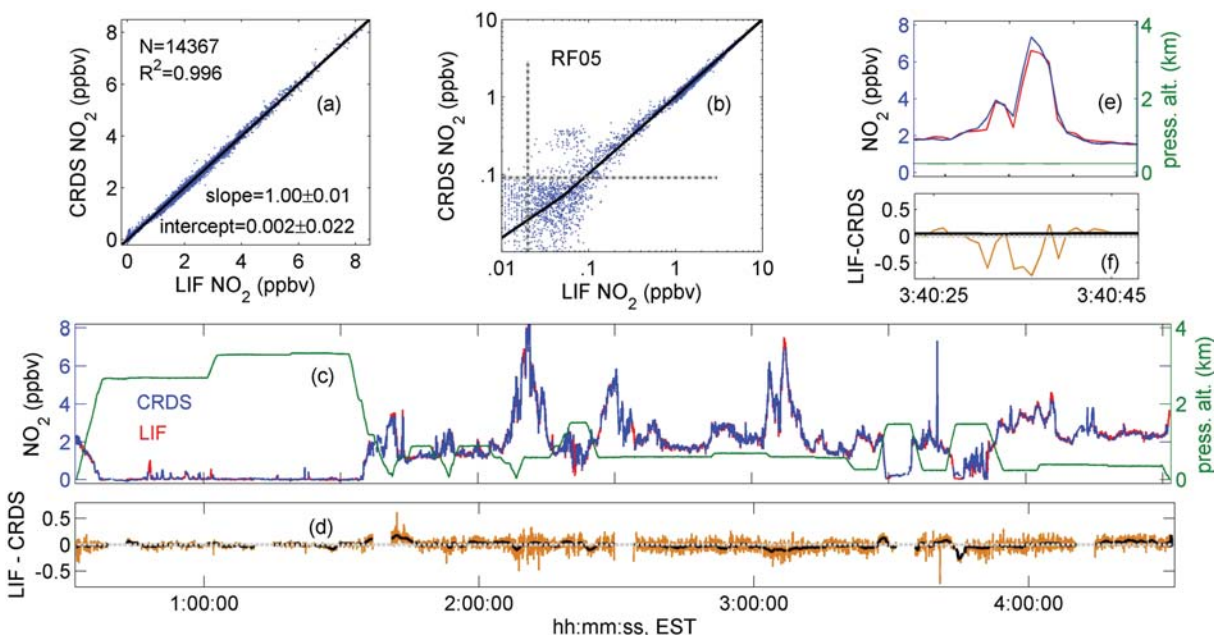 8
6
4
2
0
CRDS NO2 (ppbv)
N=14367
R2=0.996
(a)
slope=1.00±0.01
intercept=0.002±0.022
0 2 4 6 8
LIF NO2 (ppbv)
10
1
.1
CRDS NO2 (ppbv)
RF05
(b)
.01 .1 1 10
LIF NO2 (ppbv)
8
6
4
2
0
NO2 (ppbv)
(e)
4
2
0
press. alt. (km)
0.5
0
-0.5
LIF-CRDS
(f)
3:40:25 3:40:45
8
6
4
2
0
NO2 (ppbv)
(c)
CRDS
LIF
4
3
2
1
0
press. alt. (km)
0.5
0
-0.5
LIF - CRDS
(d)
1:00:00 2:00:00 3:00:00 4:00:00
hh:mm:ss, EST